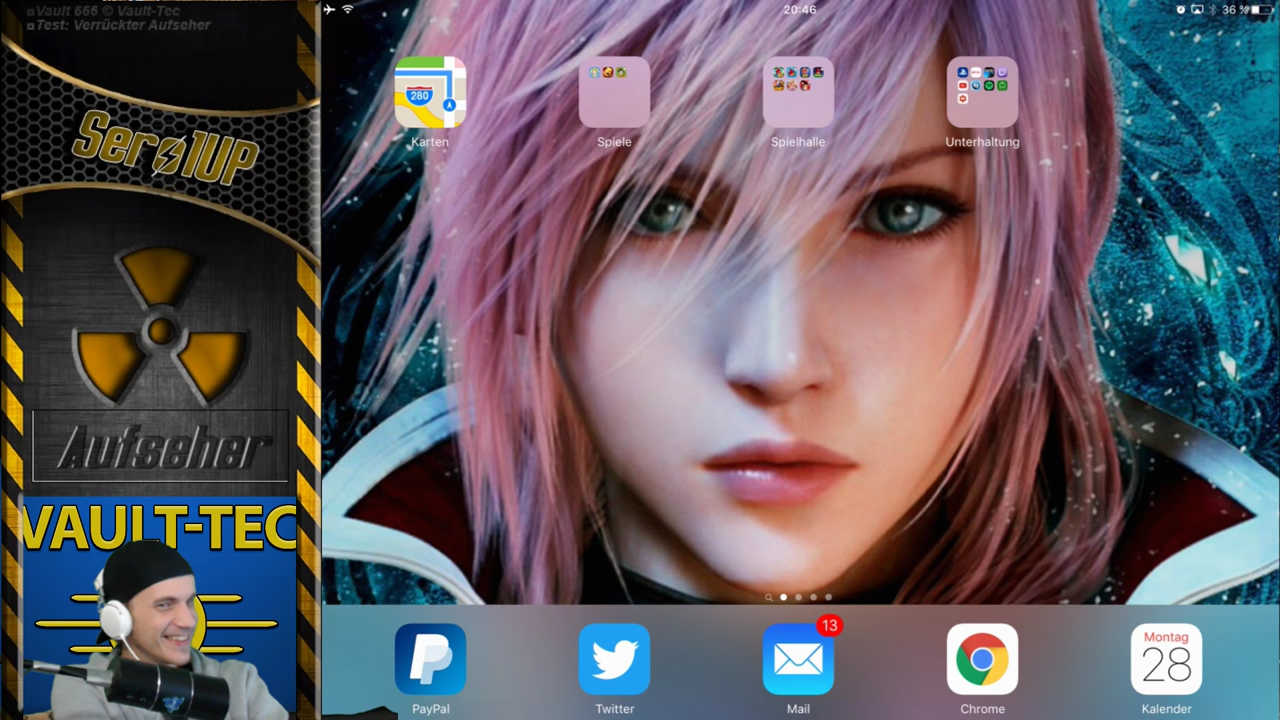 Vault 666 © Vault-Tec
Test: Verrückter Aufseher
Sero1UP
Aufseher
VAULT-TEC
20:46
36 %
280
Karten
Spiele
Spielhalle
Unterhaltung
13
Montag
28
PayPal
Twitter
Mail
Chrome
Kalender